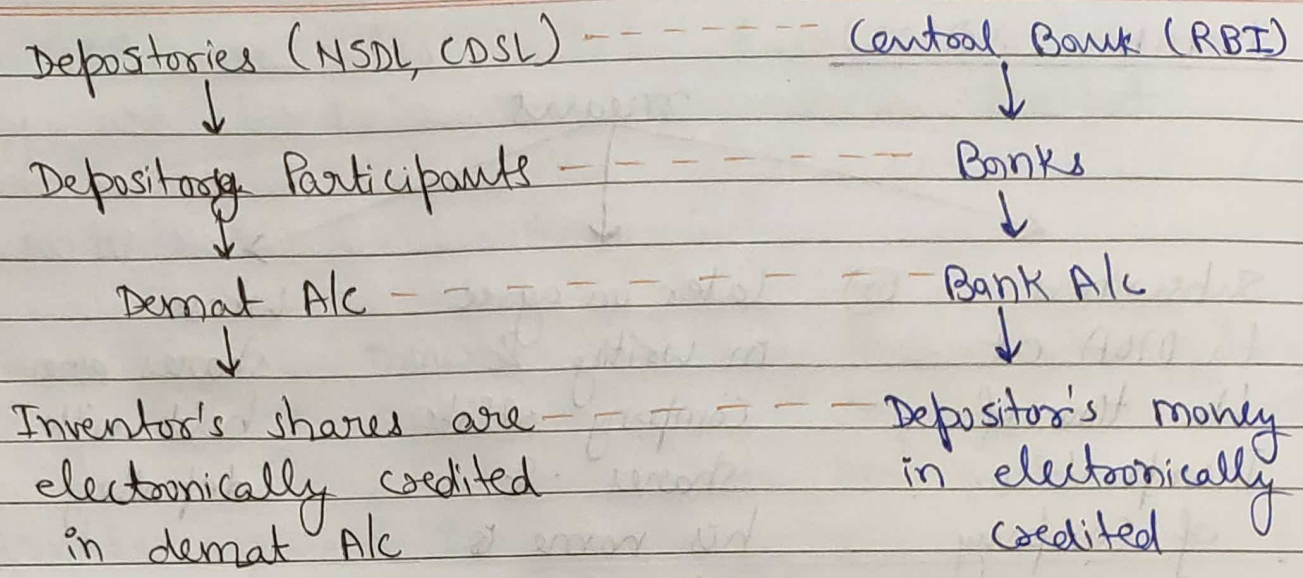 Depostories (NSDL, CDSL) - - - - - - Central Bank (RBI)
↓ ↓
Depository Participants - - - - - - - - Banks
↓ ↓
Demat A/c - - - - - - - - - - Bank A/c
↓ ↓
Inventor's shares are - - - - - - - Depositor's money
electronically credited in electronically
in demat A/c credited